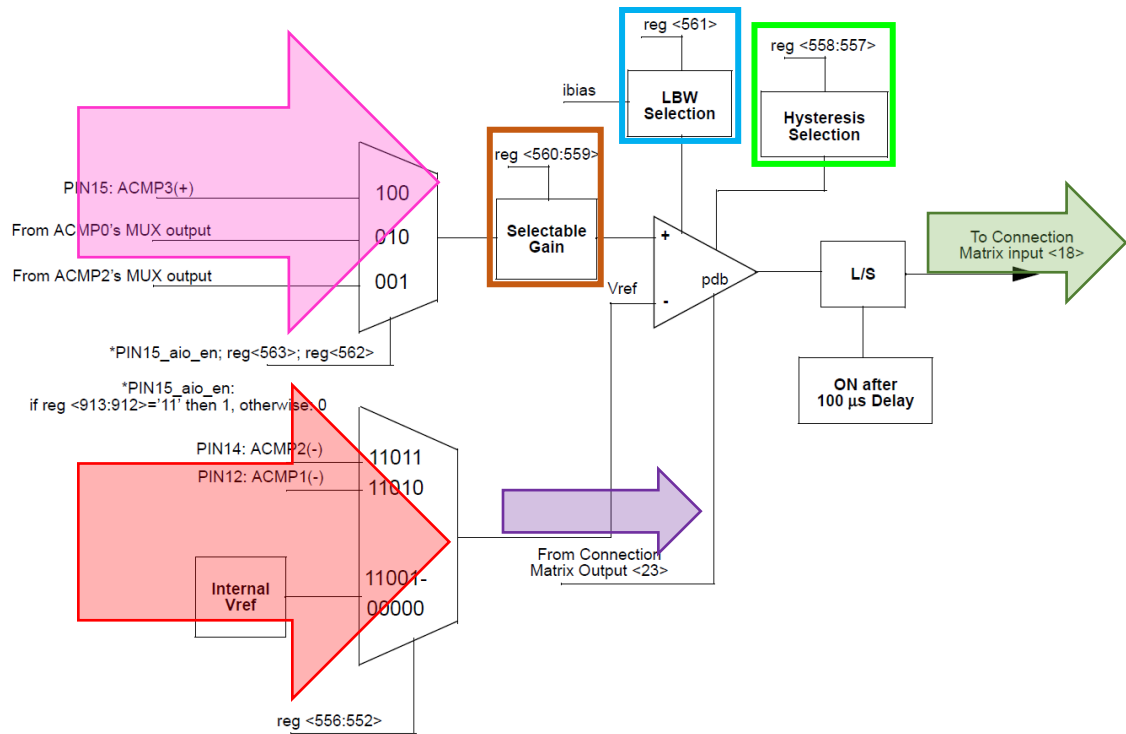 reg <561>
reg <558:557>
ibias
LBW
Selection
Hysteresis
Selection
reg <560:559>
PIN15: ACMP3(+)
100
From ACMP0's MUX output
010
Selectable
Gain
+
To Connection
Matrix input <18>
From ACMP2's MUX output
001
Vref
-
pdb
L/S
*PIN15_aio_en; reg<563>; reg<562>
*PIN15_aio_en:
if reg <913:912>='11' then 1, otherwise: 0
ON after
100 µs Delay
PIN14: ACMP2(-)
11011
PIN12: ACMP1(-)
11010
From Connection
Matrix Output <23>
Internal
Vref
11001-
00000
reg <556:552>